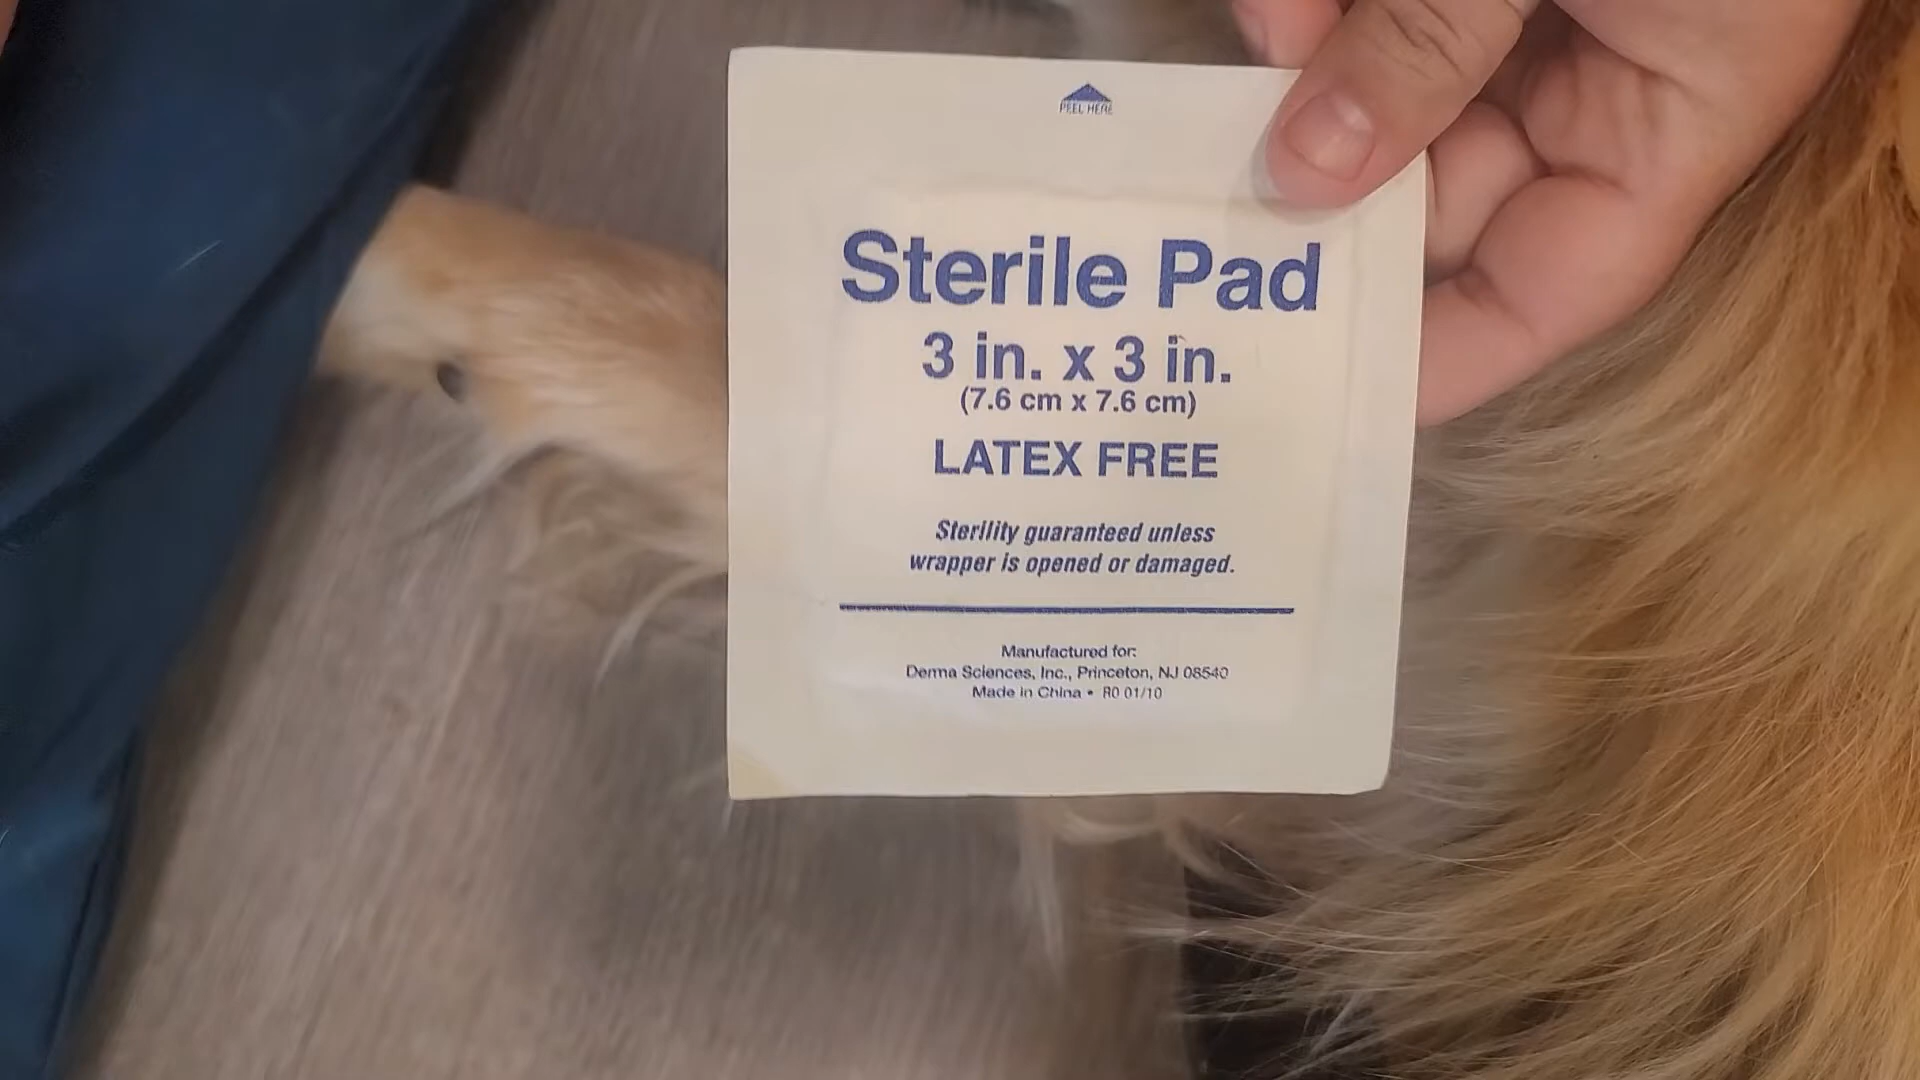 PEEL HERE
Sterile Pad
3 in. x 3 in.
(7.6 cm x 7.6 cm)
LATEX FREE
Sterility guaranteed unless
wrapper is opened or damaged.
Manufactured for:
Derma Sciences, Inc., Princeton, NJ 08540
Made in China • R0 01/10